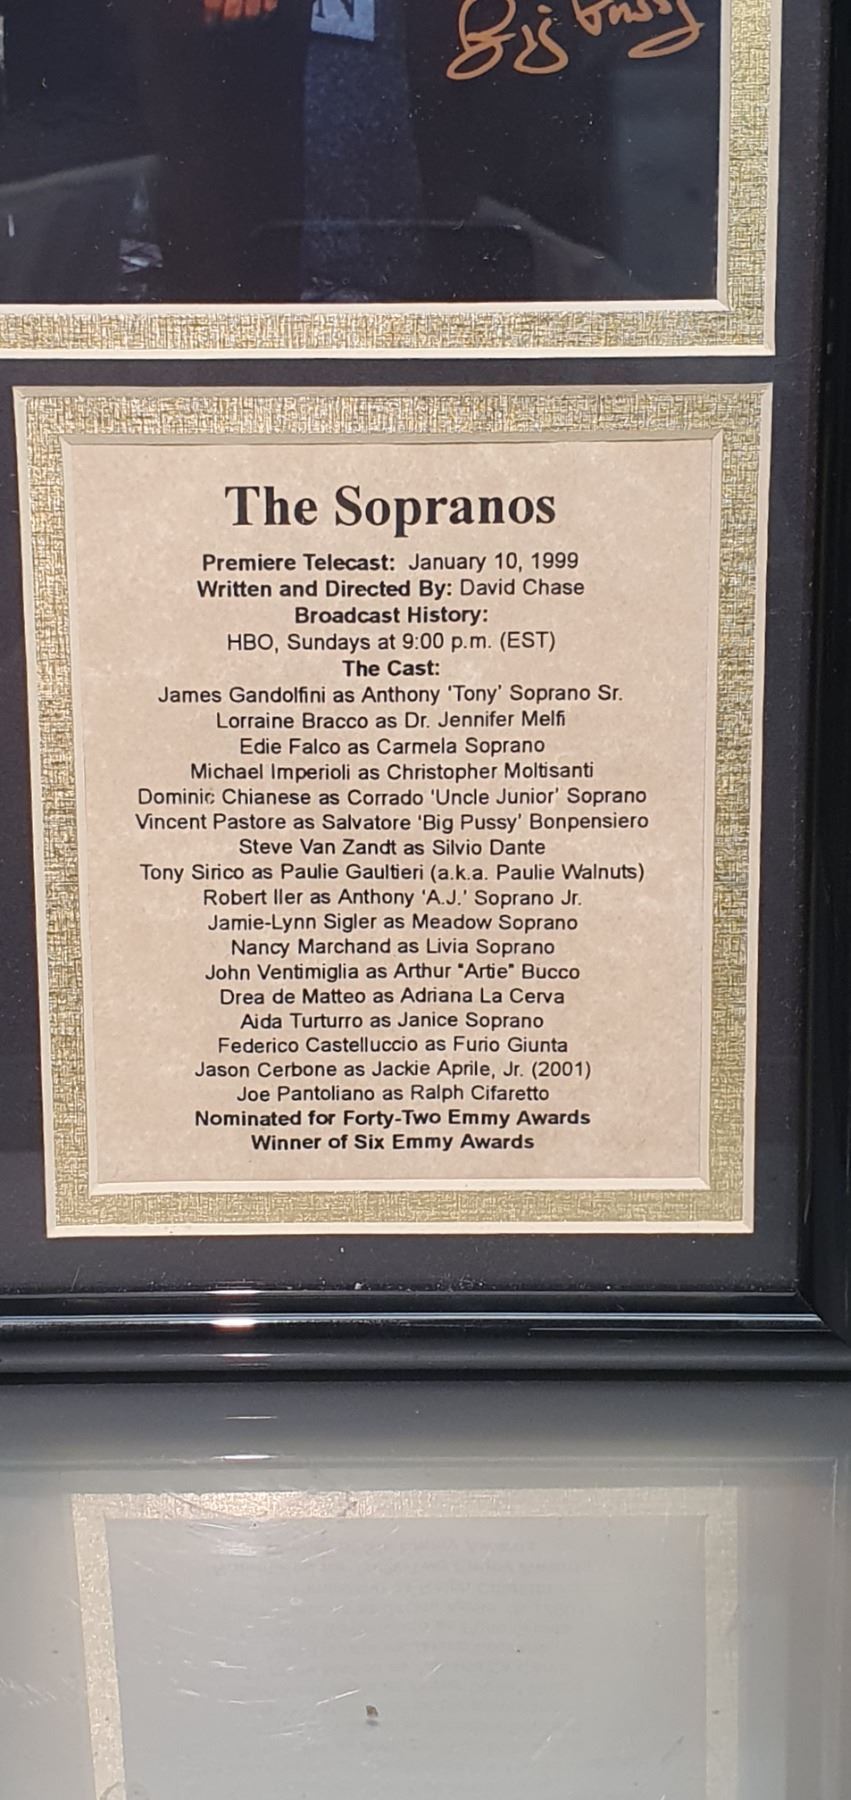 Big Pussy
The Sopranos
Premiere Telecast: January 10, 1999
Written and Directed By: David Chase
Broadcast History:
HBO, Sundays at 9:00 p.m. (EST)
The Cast:
James Gandolfini as Anthony 'Tony' Soprano Sr.
Lorraine Bracco as Dr. Jennifer Melfi
Edie Falco as Carmela Soprano
Michael Imperioli as Christopher Moltisanti
Dominic Chianese as Corrado 'Uncle Junior' Soprano
Vincent Pastore as Salvatore 'Big Pussy' Bonpensiero
Steve Van Zandt as Silvio Dante
Tony Sirico as Paulie Gaultieri (a.k.a. Paulie Walnuts)
Robert Iler as Anthony 'A.J.' Soprano Jr.
Jamie-Lynn Sigler as Meadow Soprano
Nancy Marchand as Livia Soprano
John Ventimiglia as Arthur "Artie" Bucco
Drea de Matteo as Adriana La Cerva
Aida Turturro as Janice Soprano
Federico Castelluccio as Furio Giunta
Jason Cerbone as Jackie Aprile, Jr. (2001)
Joe Pantoliano as Ralph Cifaretto
Nominated for Forty-Two Emmy Awards
Winner of Six Emmy Awards